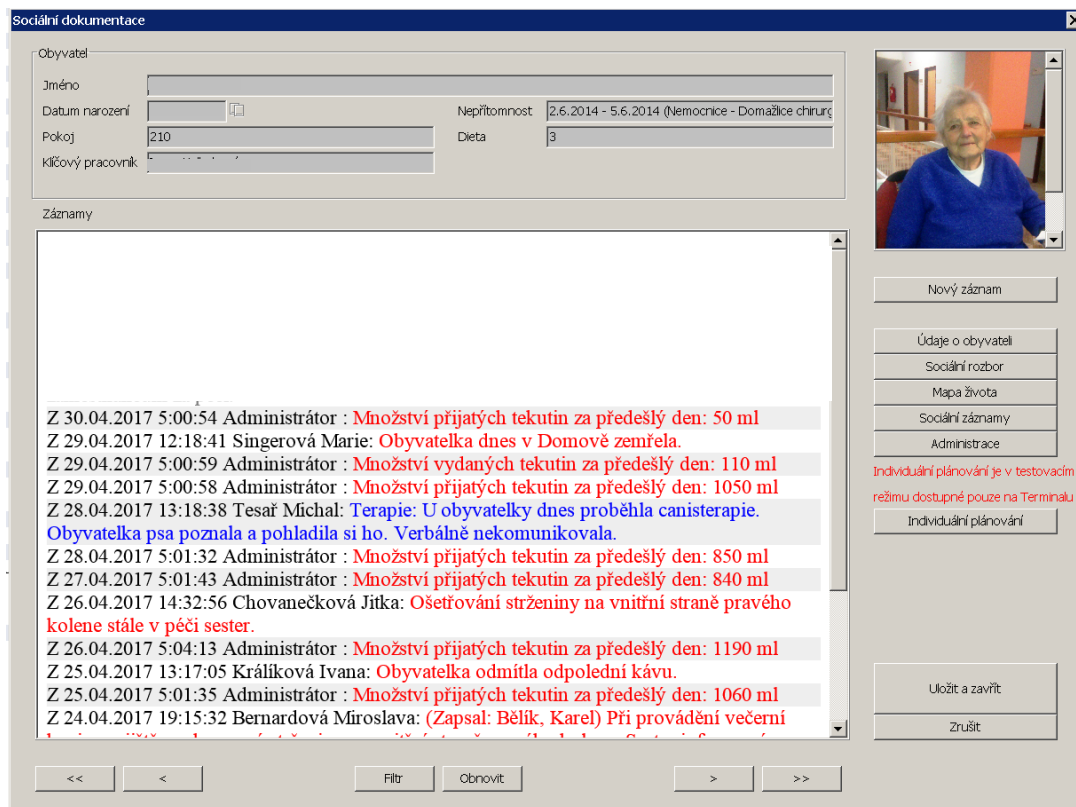 Sociální dokumentace
Obyvatel
Jméno
Datum narození
Nepřítomnost 2.6.2014 - 5.6.2014 (Nemocnice - Domažlice chirurg
Pokoj 210
Dieta 3
Klíčový pracovník
Záznamy
Z 30.04.2017 5:00:54 Administrátor : Množství přijatých tekutin za předešlý den: 50 ml
Z 29.04.2017 12:18:41 Singerová Marie: Obyvatelka dnes v Domově zemřela.
Z 29.04.2017 5:00:59 Administrátor : Množství vydaných tekutin za předešlý den: 110 ml
Z 29.04.2017 5:00:58 Administrátor : Množství přijatých tekutin za předešlý den: 1050 ml
Z 28.04.2017 13:18:38 Tesař Michal: Terapie: U obyvatelky dnes proběhla canisterapie.
Obyvatelka psa poznala a pohladila si ho. Verbálně nekomunikovala.
Z 28.04.2017 5:01:32 Administrátor : Množství přijatých tekutin za předešlý den: 850 ml
Z 27.04.2017 5:01:43 Administrátor : Množství přijatých tekutin za předešlý den: 840 ml
Z 26.04.2017 14:32:56 Chovanečková Jitka: Ošetřování strženiny na vnitřní straně pravého
kolene stále v péči sester.
Z 26.04.2017 5:04:13 Administrátor : Množství přijatých tekutin za předešlý den: 1190 ml
Z 25.04.2017 13:17:05 Králíková Ivana: Obyvatelka odmítla odpolední kávu.
Z 25.04.2017 5:01:35 Administrátor : Množství přijatých tekutin za předešlý den: 1060 ml
Z 24.04.2017 19:15:32 Bernardová Miroslava: (Zapsal: Bělík, Karel) Při provádění večerní
<<
<
Filtr
Obnovit
>
>>
Nový záznam
Údaje o obyvateli
Sociální rozbor
Mapa života
Sociální záznamy
Administrace
Individuální plánování je v testovacím
režimu dostupné pouze na Terminalu
Individuální plánování
Uložit a zavřít
Zrušit